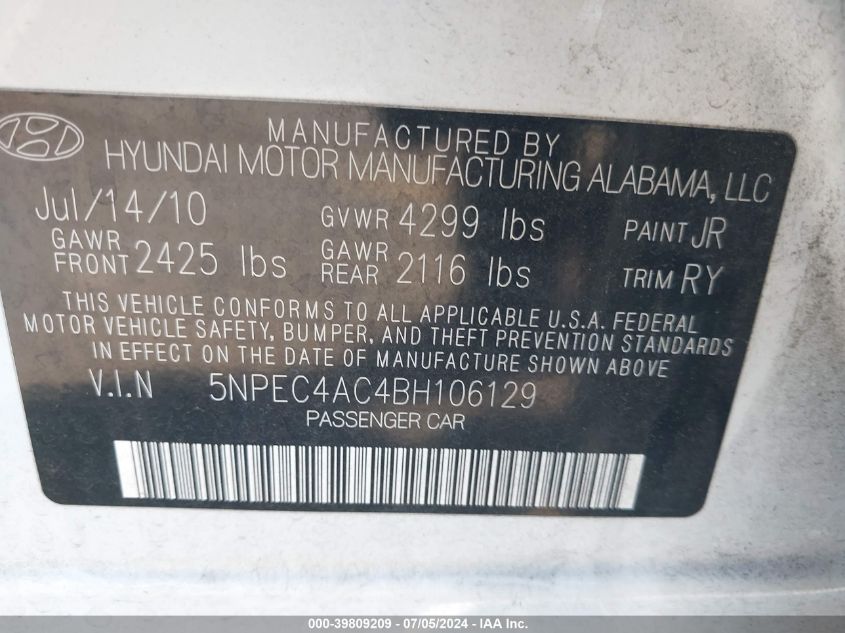 MANUFACTURED BY
HYUNDAI MOTOR MANUFACTURING ALABAMA, LLC
Jul/14/10 GVWR 4299 lbs PAINT JR
GAWR FRONT 2425 lbs GAWR REAR 2116 lbs TRIM RY
THIS VEHICLE CONFORMS TO ALL APPLICABLE U.S.A. FEDERAL
MOTOR VEHICLE SAFETY, BUMPER, AND THEFT PREVENTION STANDARDS
IN EFFECT ON THE DATE OF MANUFACTURE SHOWN ABOVE.
V.I.N 5NPEC4AC4BH106129
PASSENGER CAR
000-39809209 - 07/05/2024 - IAA Inc.